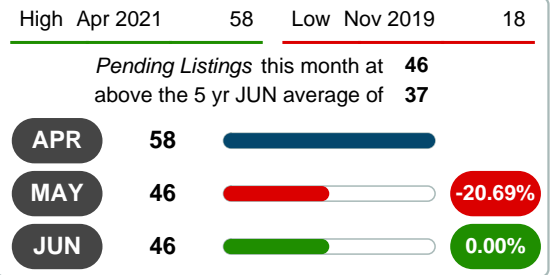 High Apr 2021 58 Low Nov 2019 18
Pending Listings this month at 46
above the 5 yr JUN average of 37
APR 58
MAY 46 -20.69%
JUN 46 0.00%